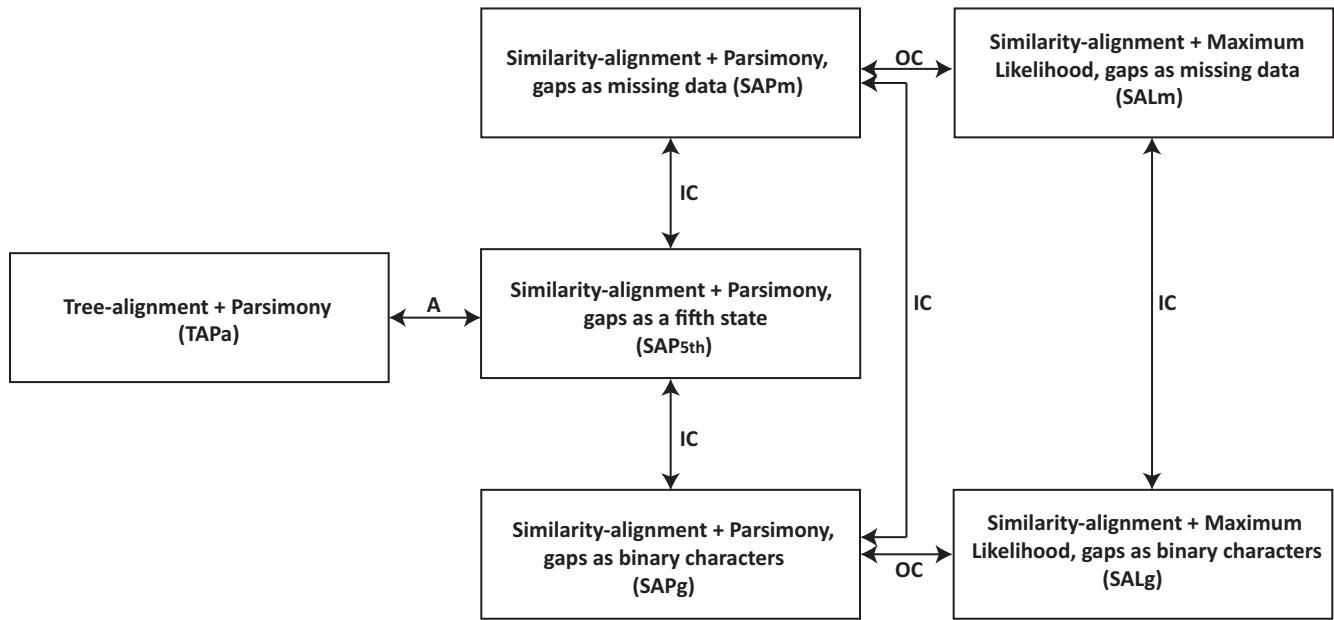 Similarity-alignment + Parsimony,
gaps as missing data (SAPm)
OC
Similarity-alignment + Maximum
Likelihood, gaps as missing data
(SALm)
IC
Tree-alignment + Parsimony
(TAPa)
A
Similarity-alignment + Parsimony,
gaps as a fifth state
(SAP5th)
IC
IC
IC
Similarity-alignment + Parsimony,
gaps as binary characters
(SAPg)
OC
Similarity-alignment + Maximum
Likelihood, gaps as binary characters
(SALg)